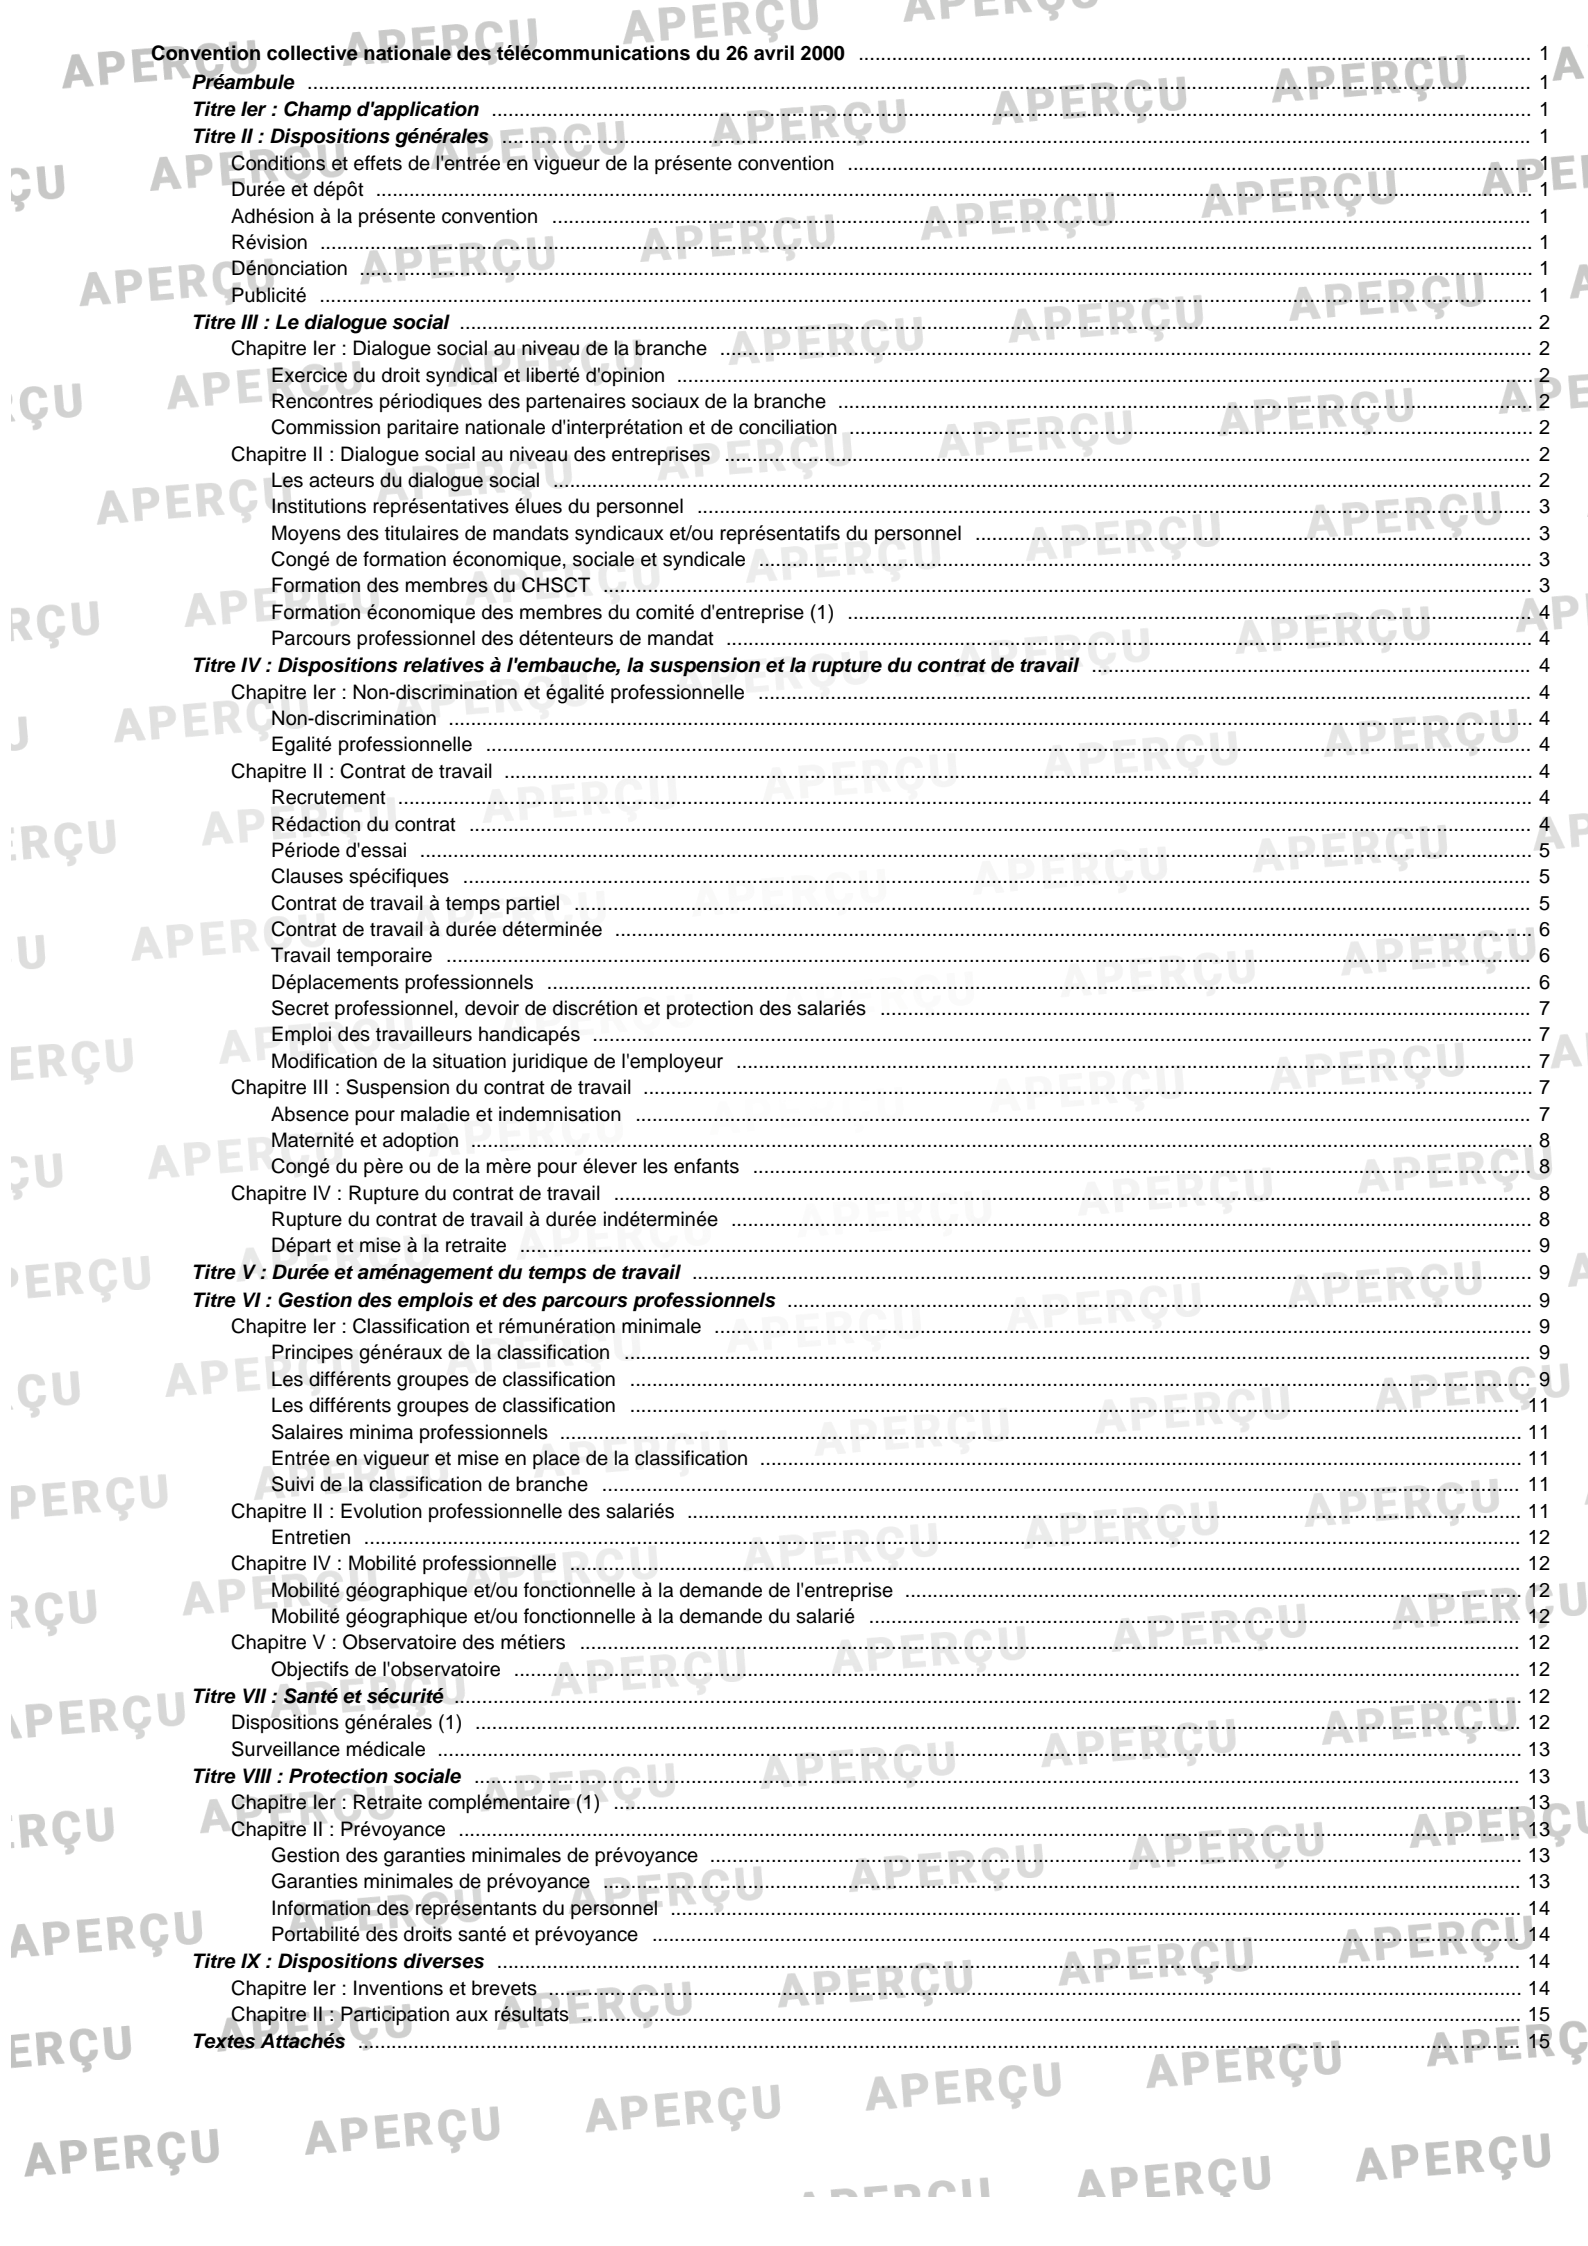 Convention collective nationale des télécommunications du 26 avril 2000 ... 1
Préambule ... 1
Titre Ier : Champ d'application ... 1
Titre II : Dispositions générales ... 1
Conditions et effets de l'entrée en vigueur de la présente convention ... 1
Durée et dépôt ... 1
Adhésion à la présente convention ... 1
Révision ... 1
Dénonciation ... 1
Publicité ... 1
Titre III : Le dialogue social ... 2
Chapitre Ier : Dialogue social au niveau de la branche ... 2
Exercice du droit syndical et liberté d'opinion ... 2
Rencontres périodiques des partenaires sociaux de la branche ... 2
Commission paritaire nationale d'interprétation et de conciliation ... 2
Chapitre II : Dialogue social au niveau des entreprises ... 2
Les acteurs du dialogue social ... 2
Institutions représentatives élues du personnel ... 3
Moyens des titulaires de mandats syndicaux et/ou représentatifs du personnel ... 3
Congé de formation économique, sociale et syndicale ... 3
Formation des membres du CHSCT ... 3
Formation économique des membres du comité d'entreprise (1) ... 4
Parcours professionnel des détenteurs de mandat ... 4
Titre IV : Dispositions relatives à l'embauche, la suspension et la rupture du contrat de travail ... 4
Chapitre Ier : Non-discrimination et égalité professionnelle ... 4
Non-discrimination ... 4
Egalité professionnelle ... 4
Chapitre II : Contrat de travail ... 4
Recrutement ... 4
Rédaction du contrat ... 4
Période d'essai ... 5
Clauses spécifiques ... 5
Contrat de travail à temps partiel ... 5
Contrat de travail à durée déterminée ... 6
Travail temporaire ... 6
Déplacements professionnels ... 6
Secret professionnel, devoir de discrétion et protection des salariés ... 7
Emploi des travailleurs handicapés ... 7
Modification de la situation juridique de l'employeur ... 7
Chapitre III : Suspension du contrat de travail ... 7
Absence pour maladie et indemnisation ... 7
Maternité et adoption ... 8
Congé du père ou de la mère pour élever les enfants ... 8
Chapitre IV : Rupture du contrat de travail ... 8
Rupture du contrat de travail à durée indéterminée ... 8
Départ et mise à la retraite ... 9
Titre V : Durée et aménagement du temps de travail ... 9
Titre VI : Gestion des emplois et des parcours professionnels ... 9
Chapitre Ier : Classification et rémunération minimale ... 9
Principes généraux de la classification ... 9
Les différents groupes de classification ... 9
Les différents groupes de classification ... 11
Salaires minima professionnels ... 11
Entrée en vigueur et mise en place de la classification ... 11
Suivi de la classification de branche ... 11
Chapitre II : Evolution professionnelle des salariés ... 11
Entretien ... 12
Chapitre IV : Mobilité professionnelle ... 12
Mobilité géographique et/ou fonctionnelle à la demande de l'entreprise ... 12
Mobilité géographique et/ou fonctionnelle à la demande du salarié ... 12
Chapitre V : Observatoire des métiers ... 12
Objectifs de l'observatoire ... 12
Titre VII : Santé et sécurité ... 12
Dispositions générales (1) ... 12
Surveillance médicale ... 13
Titre VIII : Protection sociale ... 13
Chapitre Ier : Retraite complémentaire (1) ... 13
Chapitre II : Prévoyance ... 13
Gestion des garanties minimales de prévoyance ... 13
Garanties minimales de prévoyance ... 13
Information des représentants du personnel ... 14
Portabilité des droits santé et prévoyance ... 14
Titre IX : Dispositions diverses ... 14
Chapitre Ier : Inventions et brevets ... 14
Chapitre II : Participation aux résultats ... 15
Textes Attachés ... 15
APERÇU